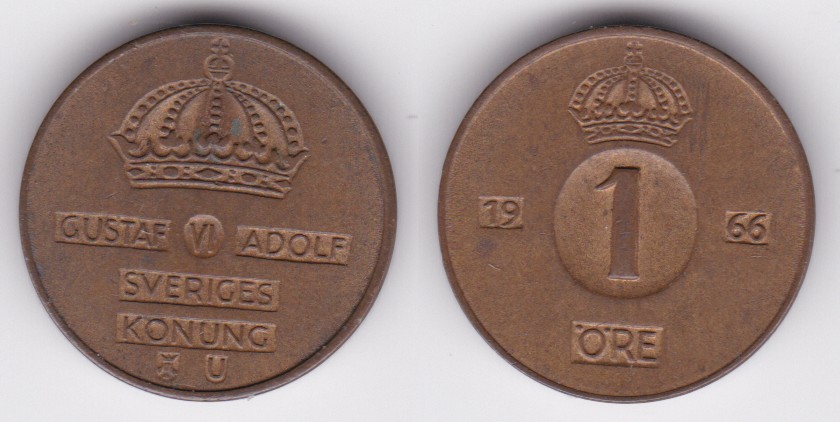 GUSTAF VI ADOLF
SVERIGES
KONUNG
U
1
19 66
ÖRE